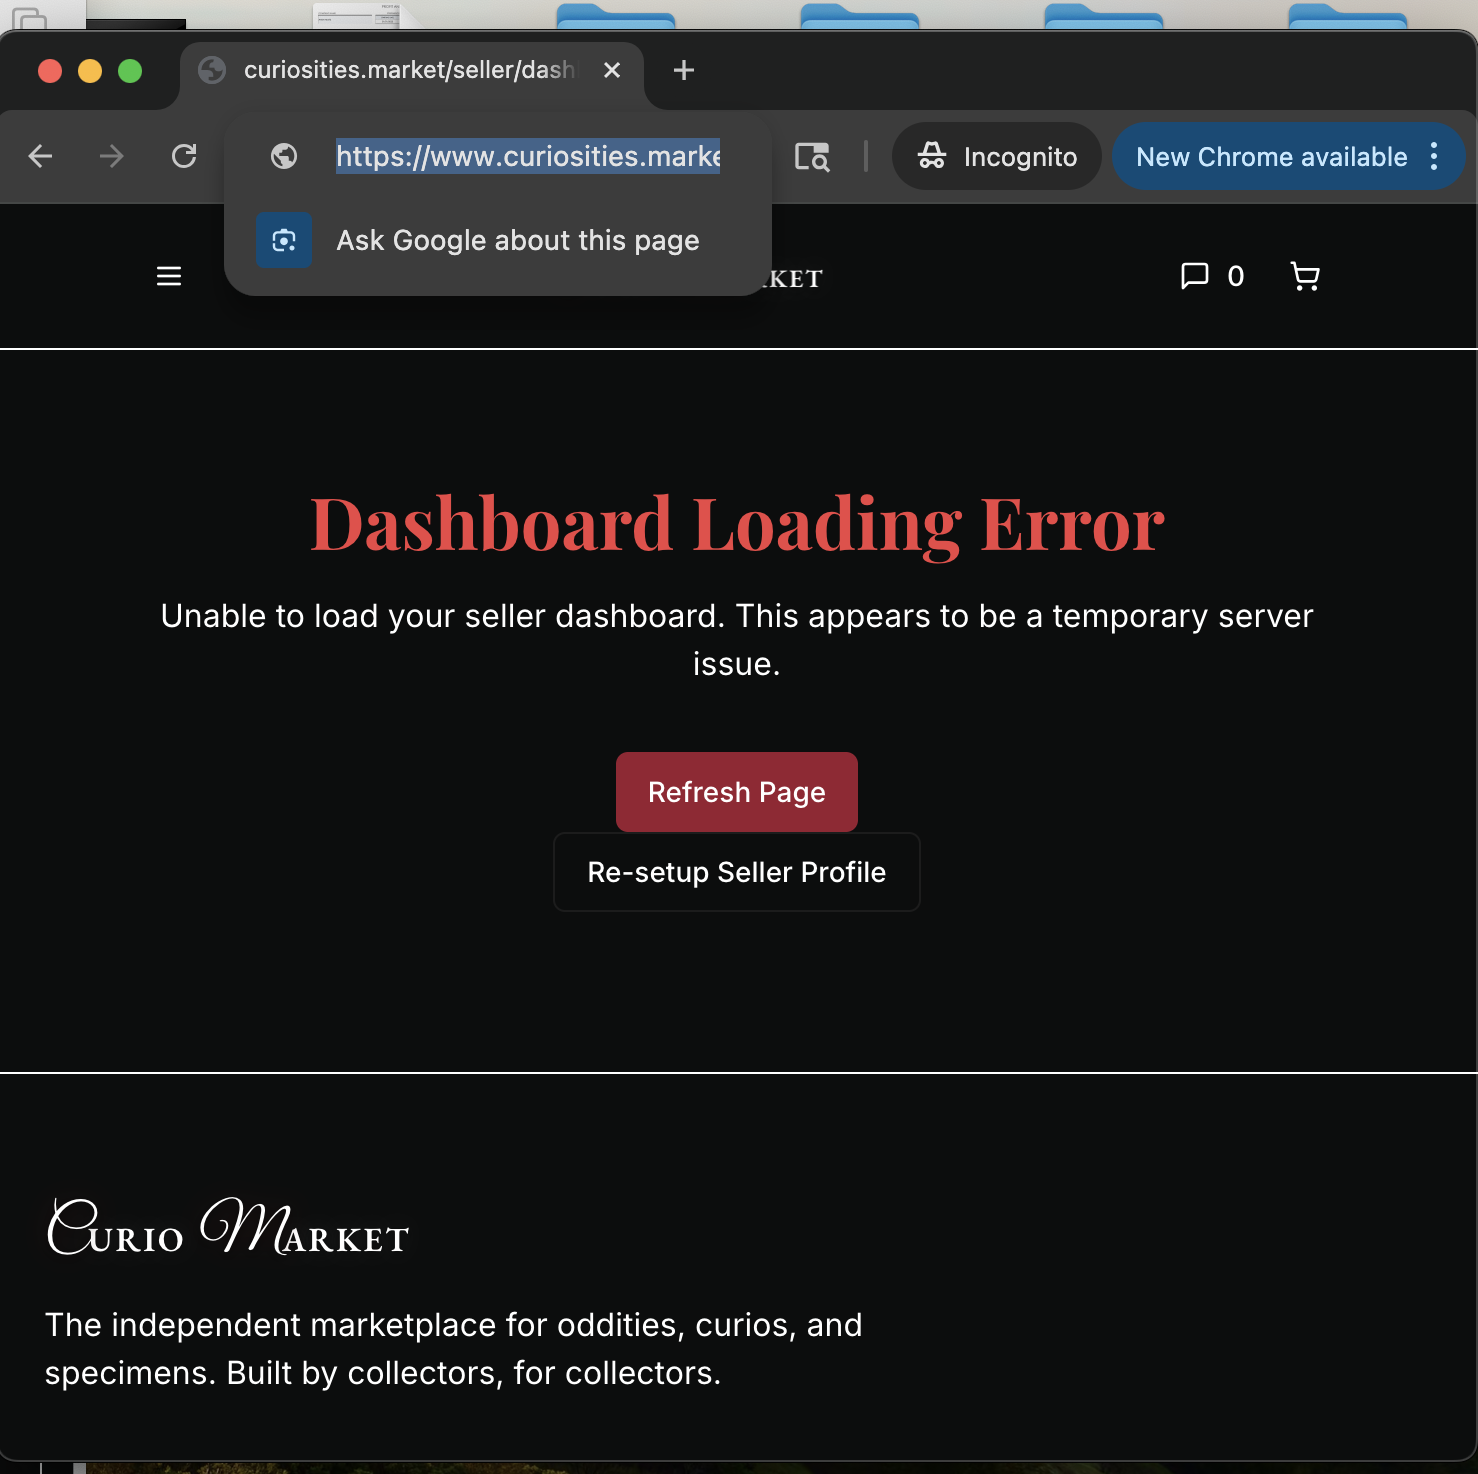 curiosities.market/seller/dash
https://www.curiosities.marke
Incognito
New Chrome available
Ask Google about this page
RKET
0
Dashboard Loading Error
Unable to load your seller dashboard. This appears to be a temporary server
issue.
Refresh Page
Re-setup Seller Profile
Curio Market
The independent marketplace for oddities, curios, and
specimens. Built by collectors, for collectors.